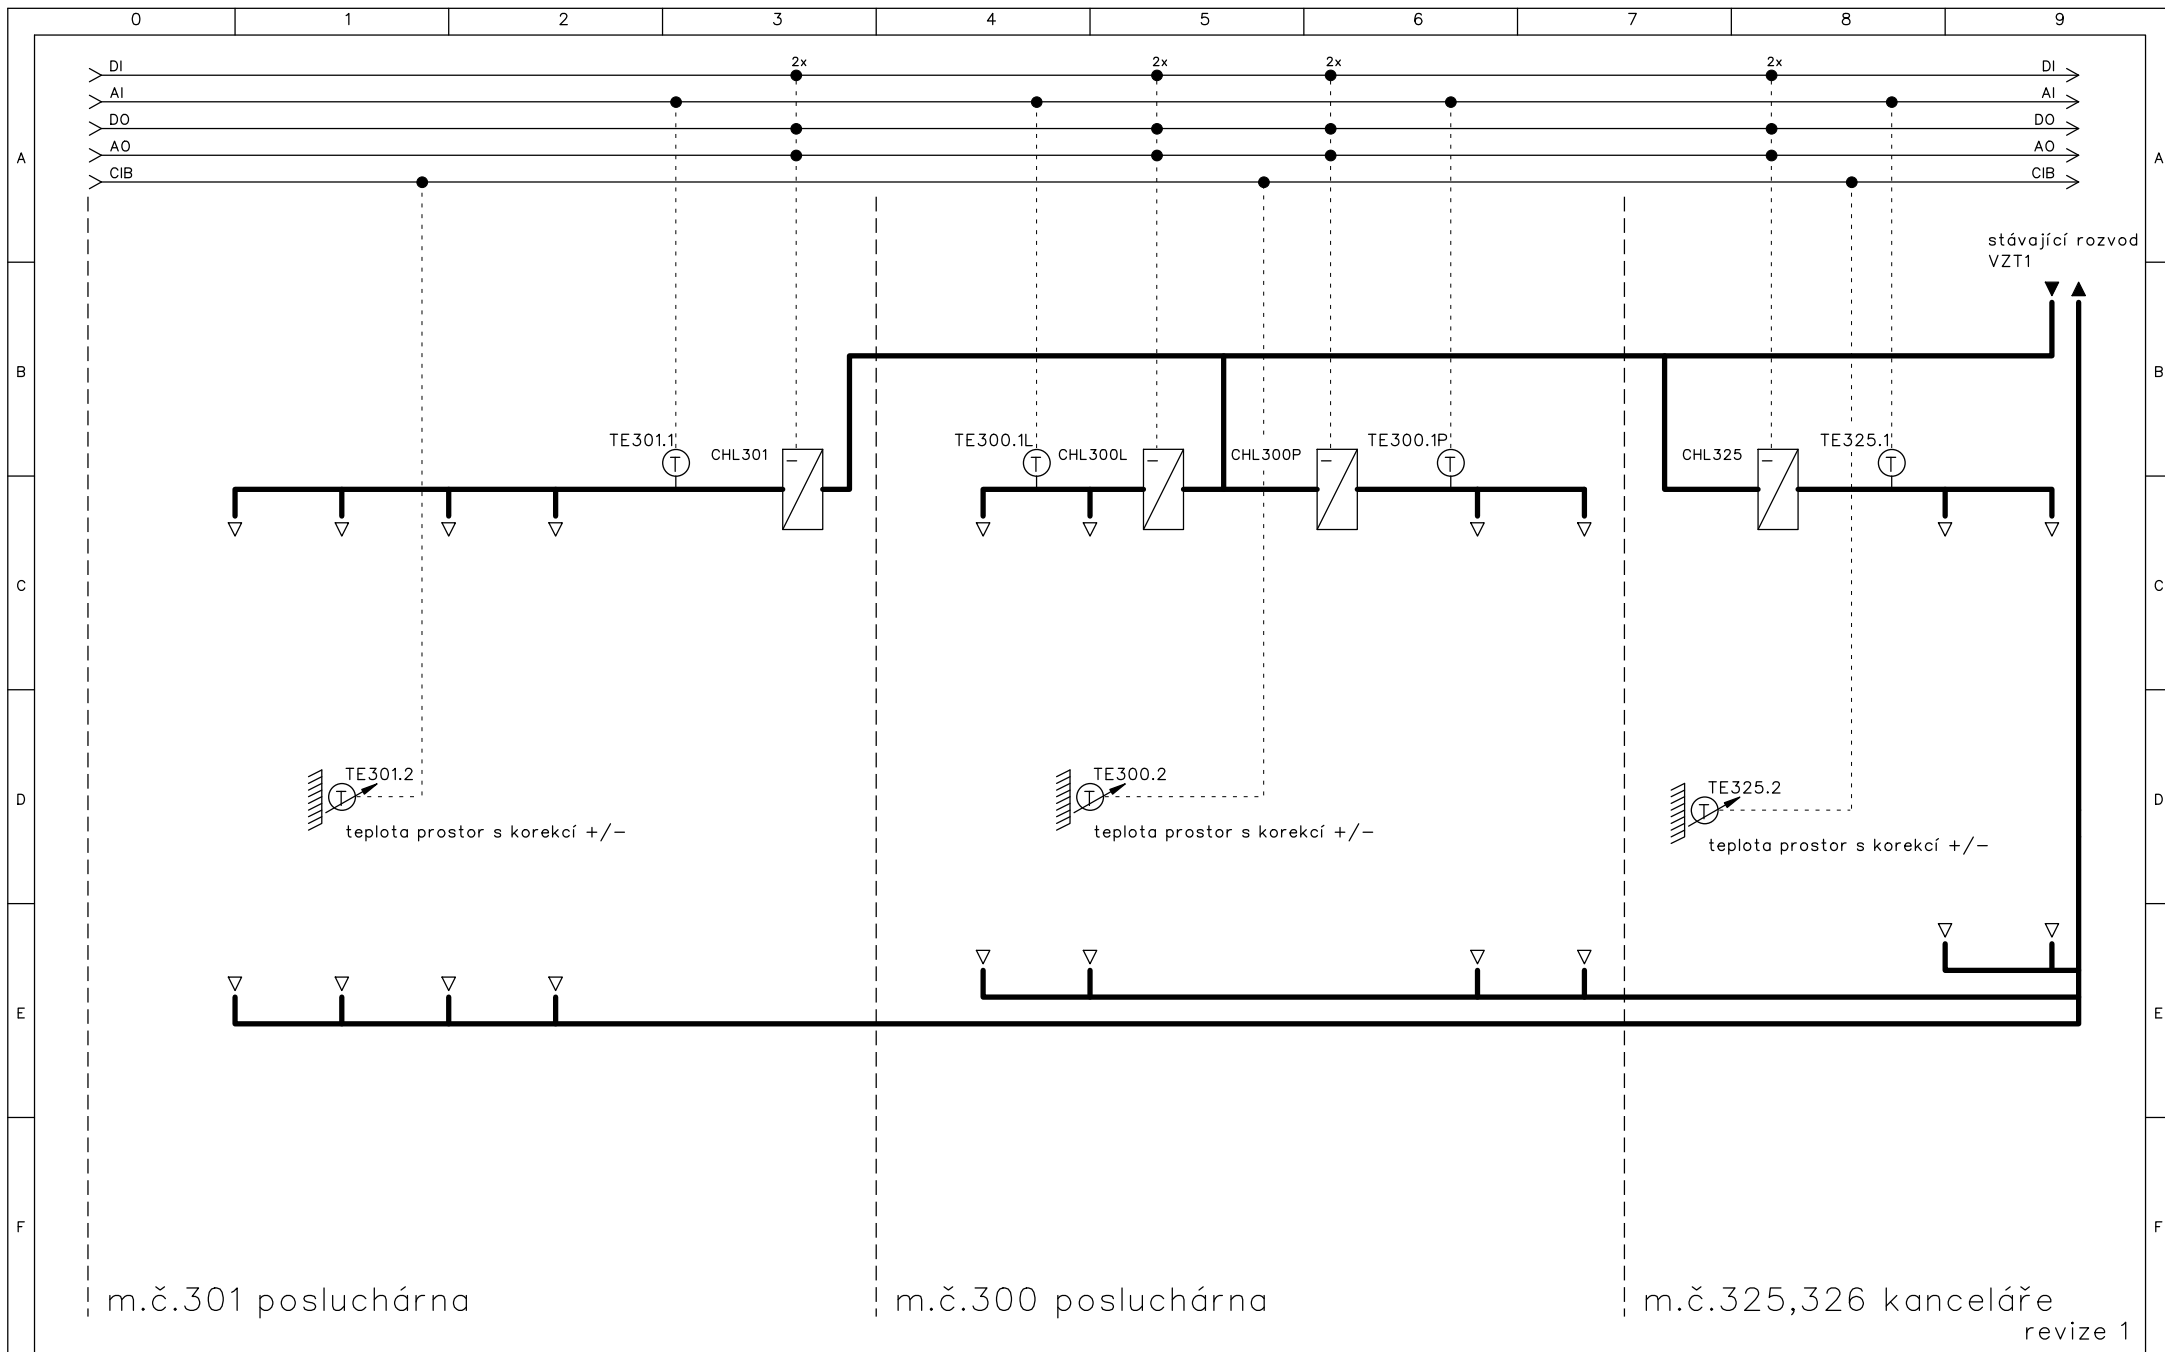 0 1 2 3 4 5 6 7 8 9
2x 2x 2x 2x
DI DI
AI AI
DO DO
AO AO
CIB CIB
A A
stávající rozvod
VZT1
B B
TE301.1 CHL301 TE300.1L CHL300L CHL300P TE300.1P CHL325 TE325.1
T – T – – T – T
C C
TE301.2 TE300.2 TE325.2
D T T T D
teplota prostor s korekcí +/– teplota prostor s korekcí +/– teplota prostor s korekcí +/–
E E
F F
m.č.301 posluchárna m.č.300 posluchárna m.č.325,326 kanceláře
revize 1